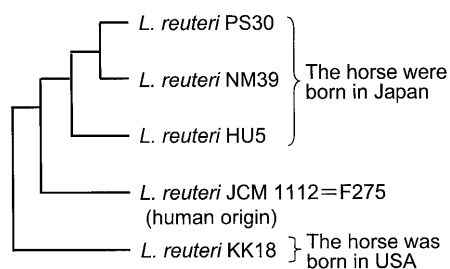 L. reuteri PS30
L. reuteri NM39
L. reuteri HU5
The horse were
born in Japan
L. reuteri JCM 1112=F275
(human origin)
L. reuteri KK18
The horse was
born in USA